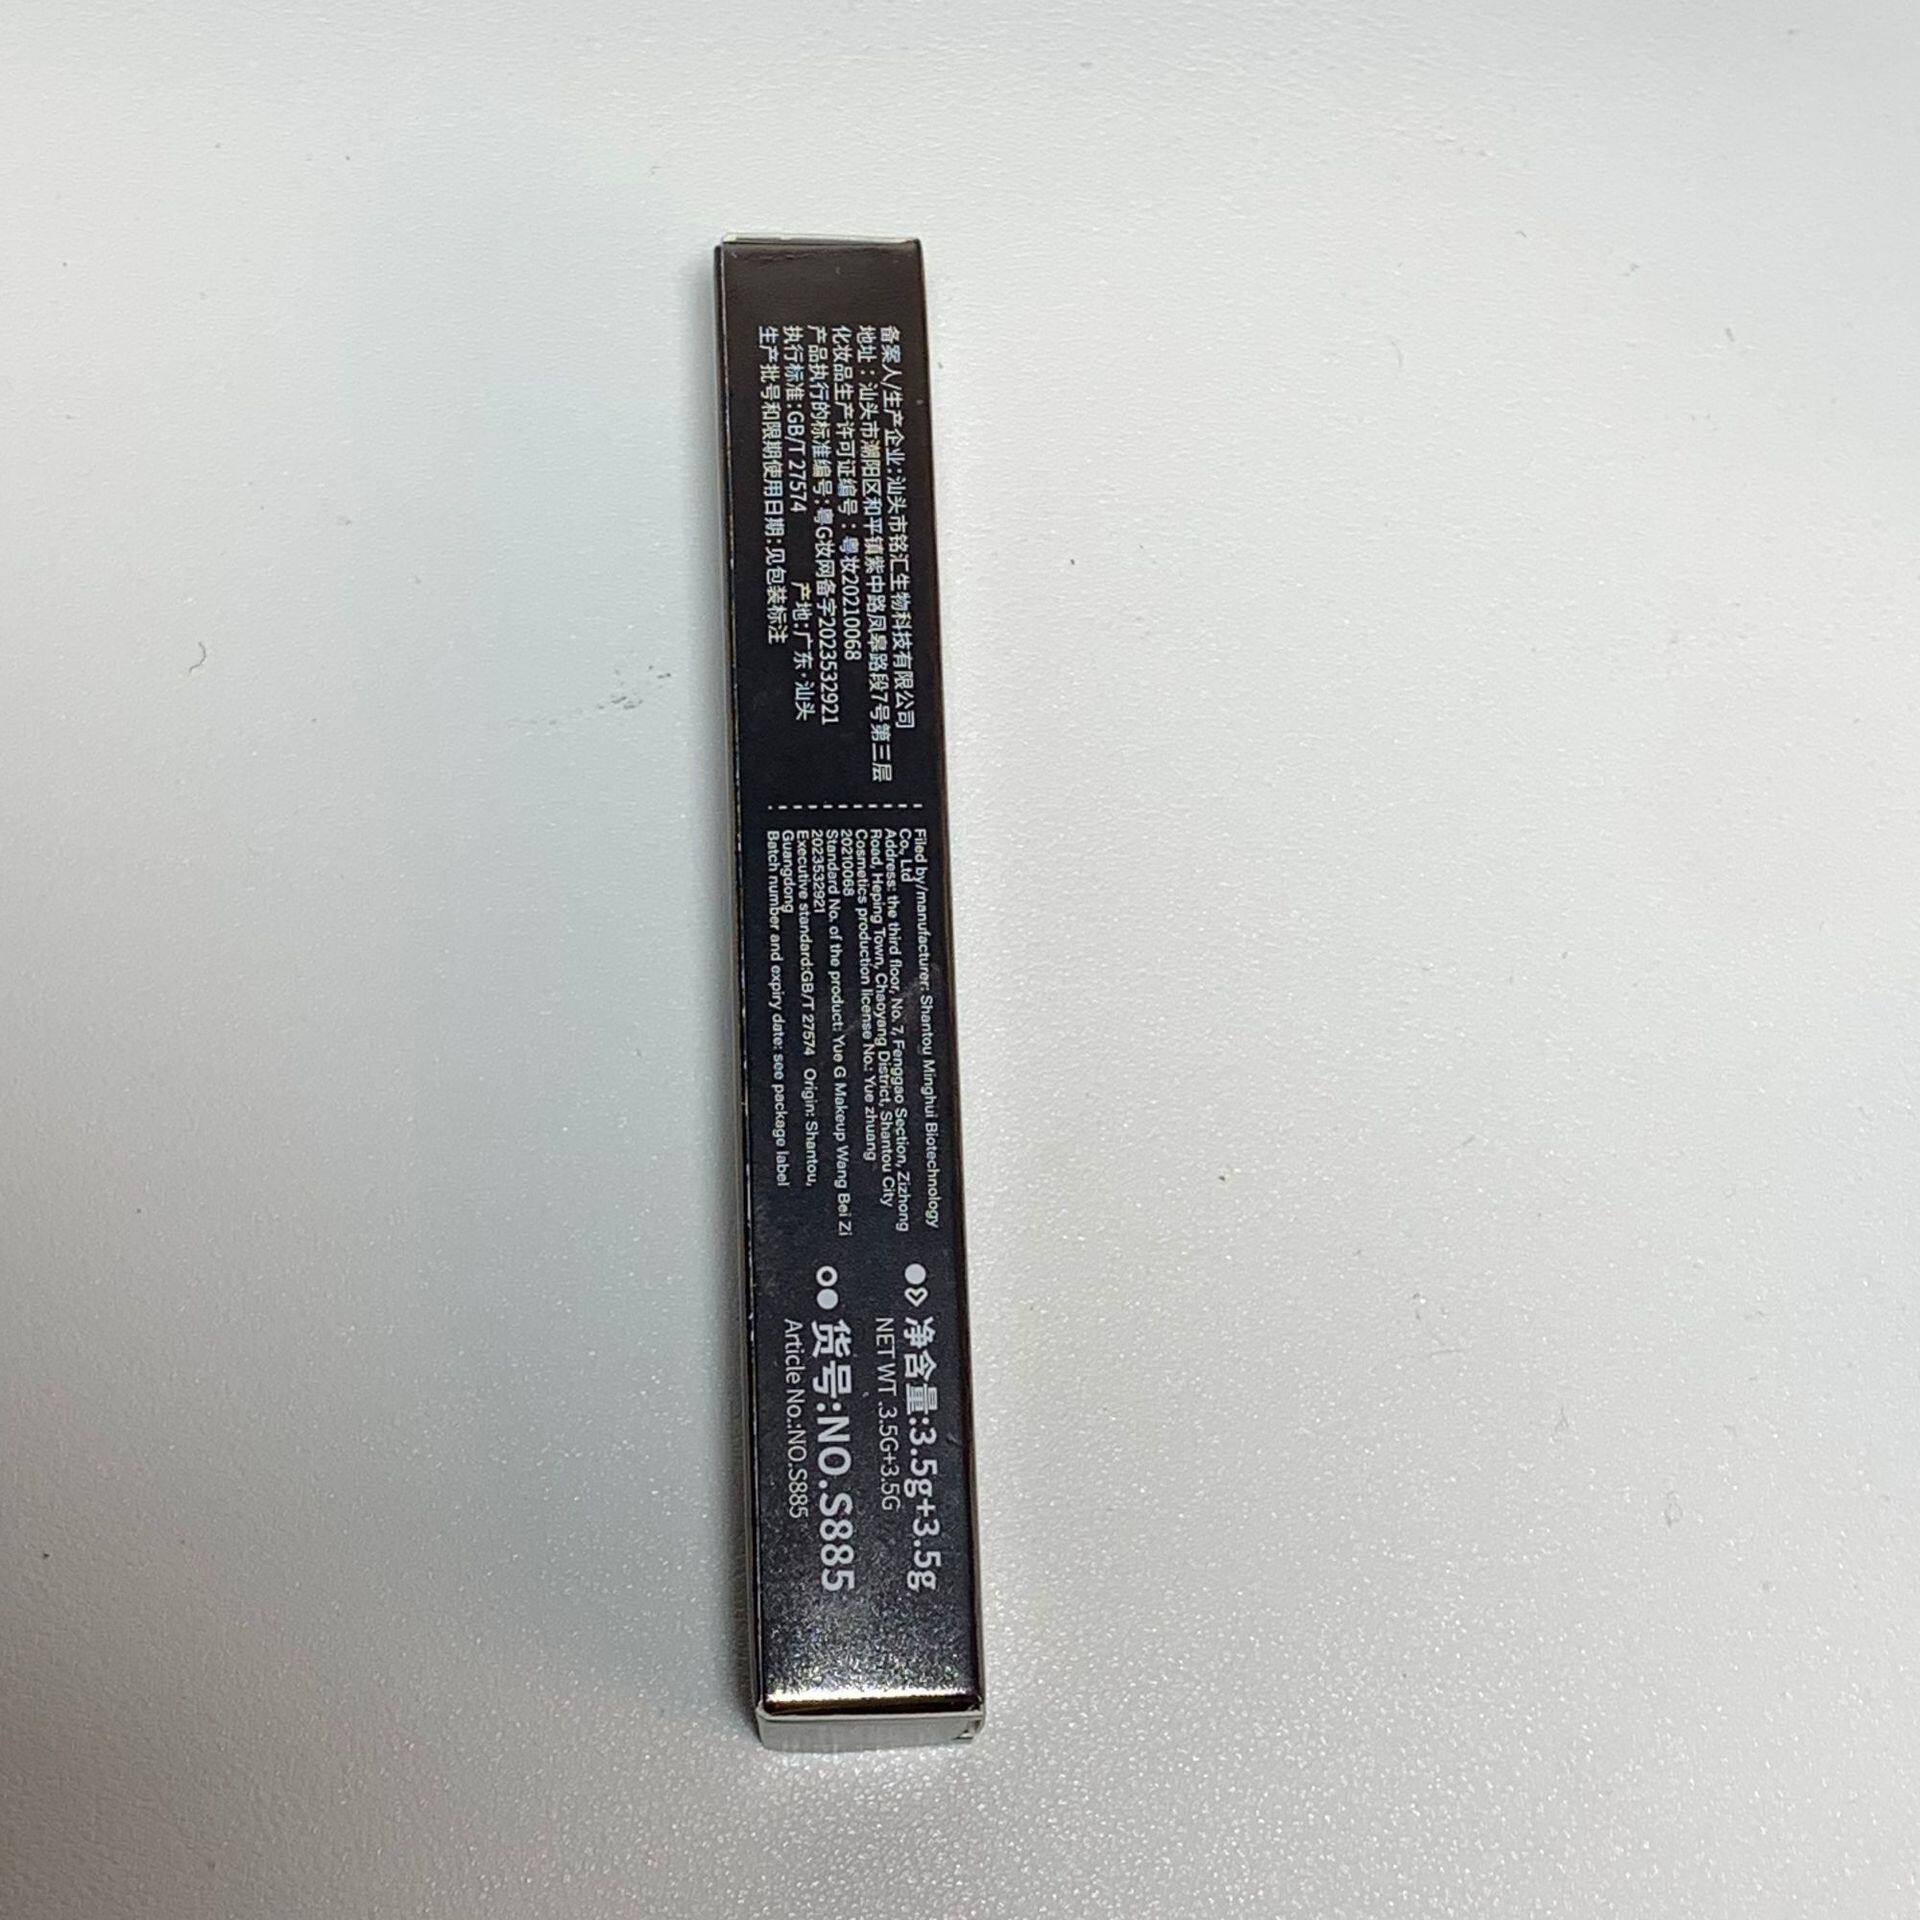 备案人/生产企业:汕头市铭汇生物科技有限公司
地址：汕头市潮阳区和平镇紫中路凤皋路段7号第三层
化妆品生产许可证编号：粤妆20210068
产品执行的标准编号:粤G妆网备字2023532921
执行标准:GB/T 27574 产地:广东·汕头
生产批号和限期使用日期:见包装标注
Filed by/manufacturer: Shantou Minghui Biotechnology
Co., Ltd
Address: the third floor, No. 7, Fenggao Section, Zizhong
Road, Heping Town, Chaoyang District, Shantou City
Cosmetics production license No.: Yue zhuang
20210068
Standard No. of the product: Yue G Makeup Wang Bei Zi
2023532921
Executive standard:GB/T 27574 Origin: Shantou,
Guangdong
Batch number and expiry date: see package label
净含量:3.5g+3.5g
NET WT .3.5G+3.5G
货号:NO.S885
Article No.:NO.S885